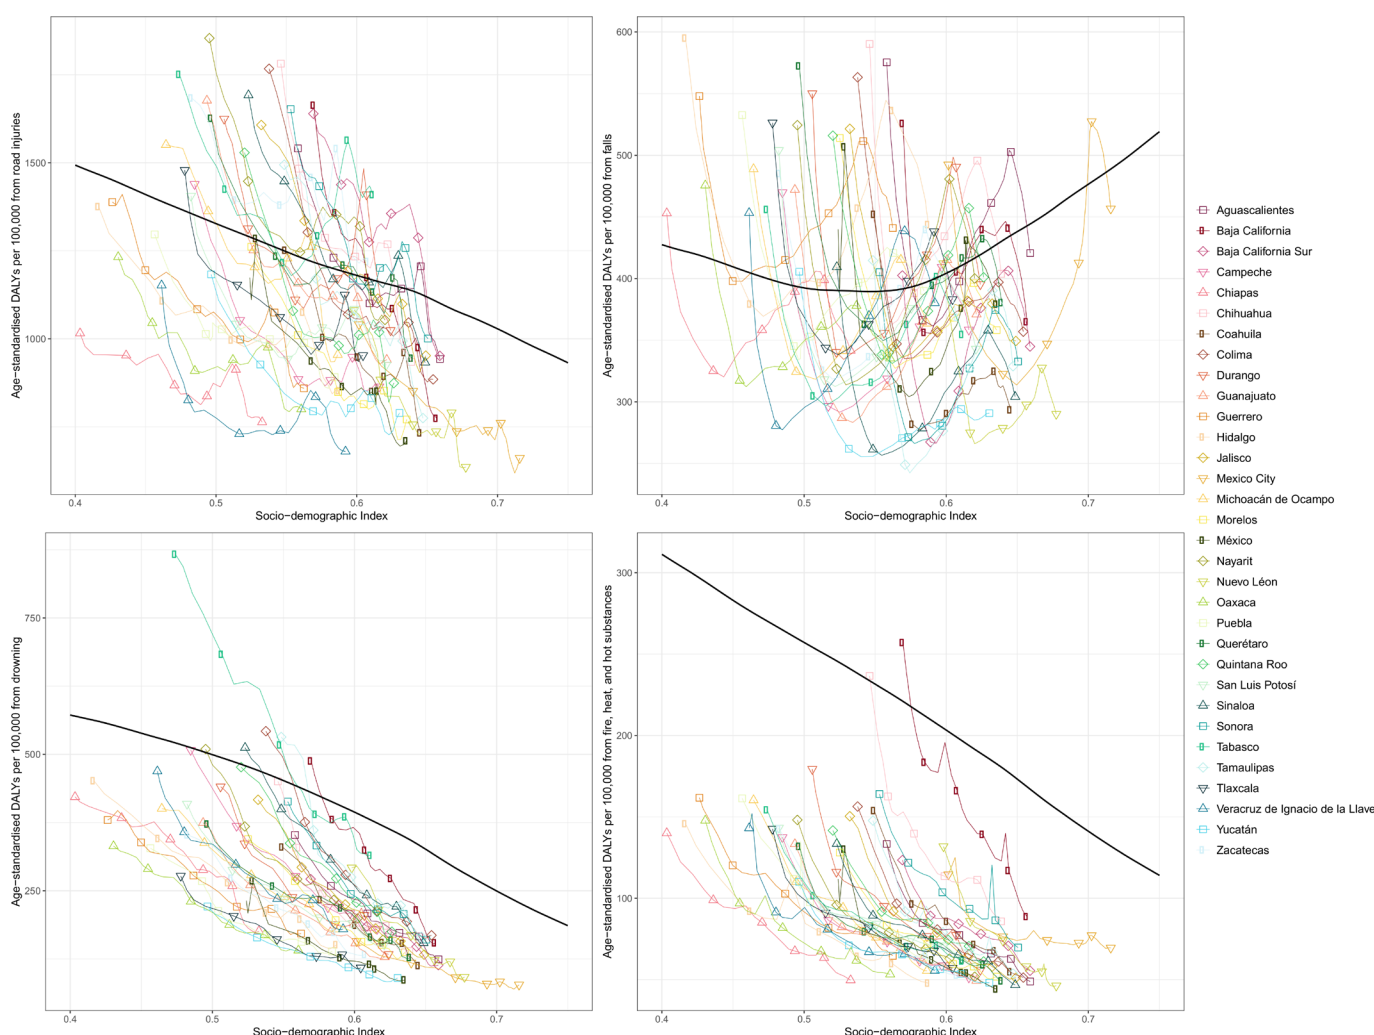 Age−standardised DALYs per 100,000 from road injuries
1500
1000
0.4 0.5 0.6 0.7
Socio−demographic Index
Age−standardised DALYs per 100,000 from falls
600
500
400
300
0.4 0.5 0.6 0.7
Socio−demographic Index
Age−standardised DALYs per 100,000 from drowning
750
500
250
0.4 0.5 0.6 0.7
Socio−demographic Index
Age−standardised DALYs per 100,000 from fire, heat, and hot substances
300
200
100
0.4 0.5 0.6 0.7
Socio−demographic Index
Aguascalientes
Baja California
Baja California Sur
Campeche
Chiapas
Chihuahua
Coahuila
Colima
Durango
Guanajuato
Guerrero
Hidalgo
Jalisco
Mexico City
Michoacán de Ocampo
Morelos
México
Nayarit
Nuevo Léon
Oaxaca
Puebla
Querétaro
Quintana Roo
San Luis Potosí
Sinaloa
Sonora
Tabasco
Tamaulipas
Tlaxcala
Veracruz de Ignacio de la Llave
Yucatán
Zacatecas